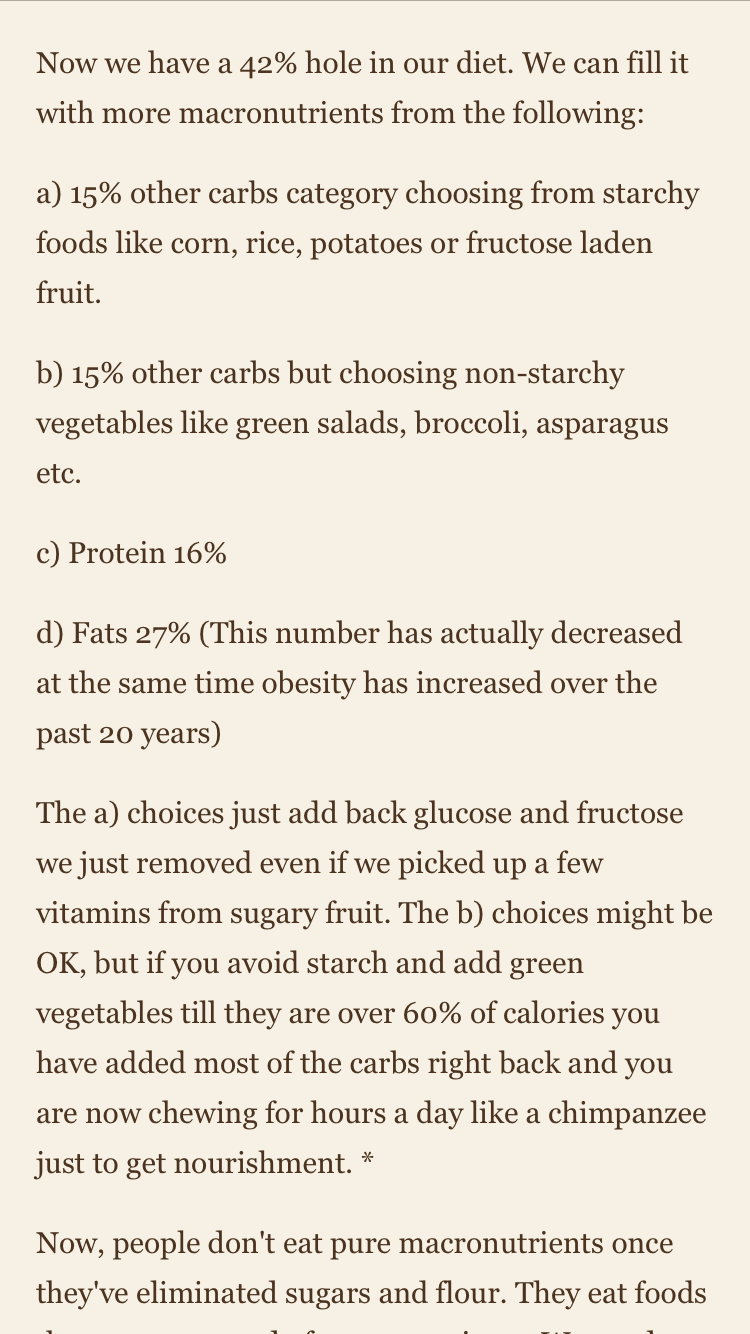 Now we have a 42% hole in our diet. We can fill it
with more macronutrients from the following:
a) 15% other carbs category choosing from starchy
foods like corn, rice, potatoes or fructose laden
fruit.
b) 15% other carbs but choosing non-starchy
vegetables like green salads, broccoli, asparagus
etc.
c) Protein 16%
d) Fats 27% (This number has actually decreased
at the same time obesity has increased over the
past 20 years)
The a) choices just add back glucose and fructose
we just removed even if we picked up a few
vitamins from sugary fruit. The b) choices might be
OK, but if you avoid starch and add green
vegetables till they are over 60% of calories you
have added most of the carbs right back and you
are now chewing for hours a day like a chimpanzee
just to get nourishment. *
Now, people don't eat pure macronutrients once
they've eliminated sugars and flour. They eat foods